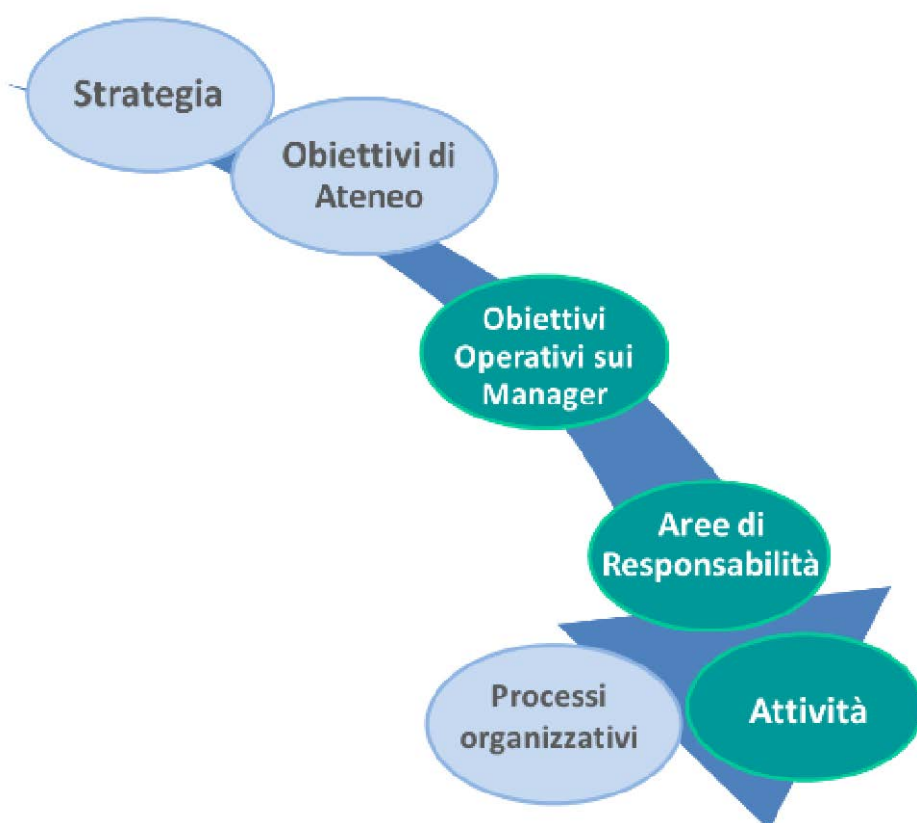 Strategia
Obiettivi di
Ateneo
Obiettivi
Operativi sui
Manager
Aree di
Responsabilità
Processi
organizzativi
Attività